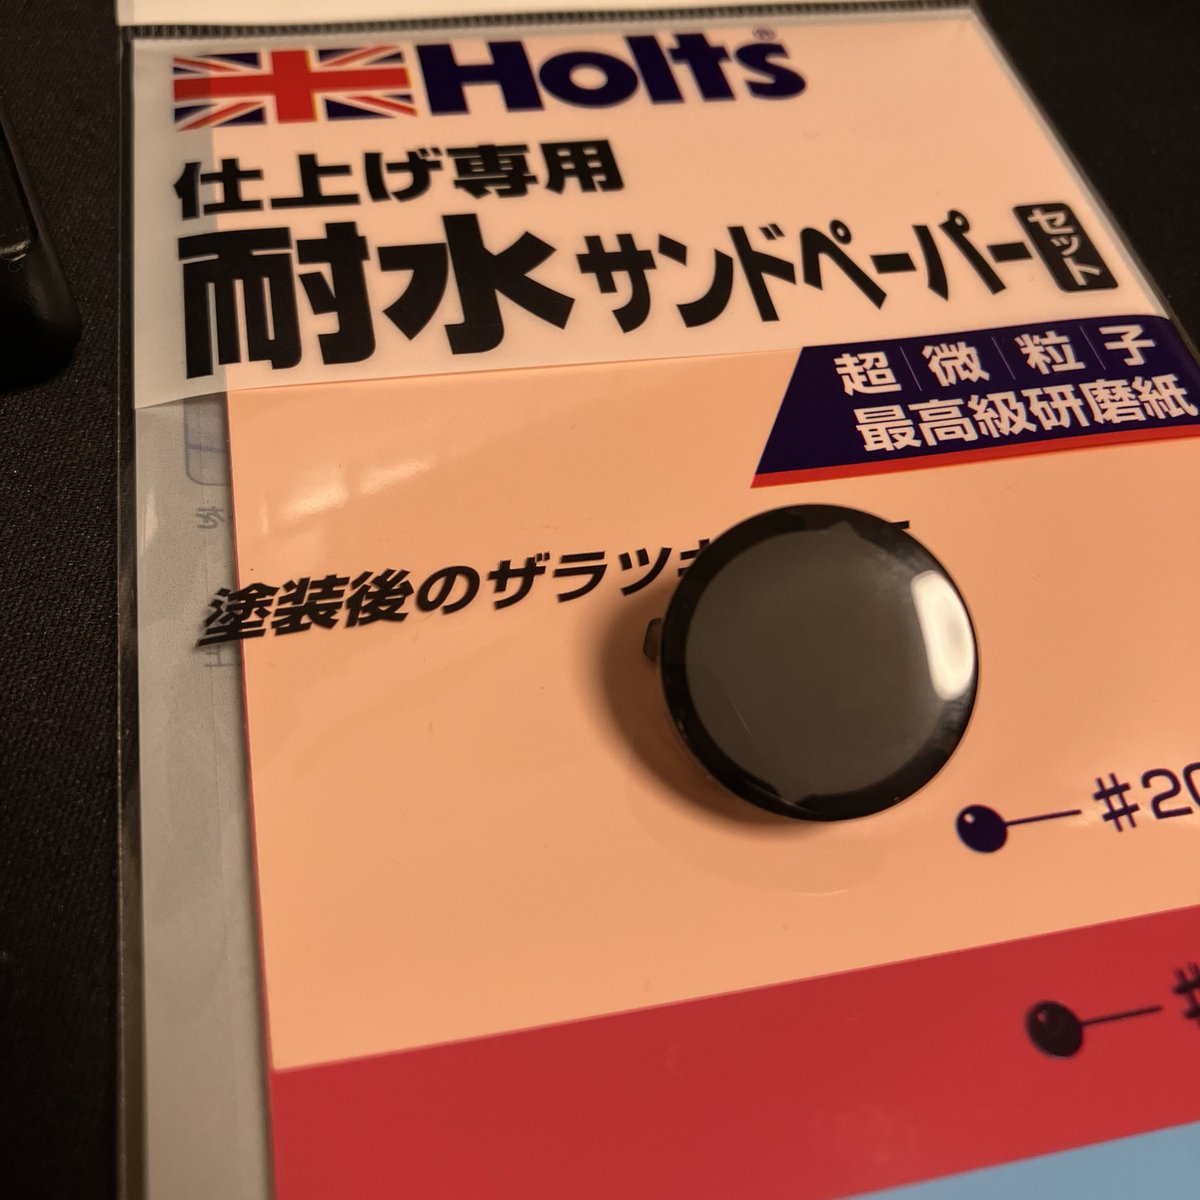 Holts®
仕上げ専用
耐水サンドペーパーセット
超微粒子
最高級研磨紙
塗装後のザラツキ
#20
#